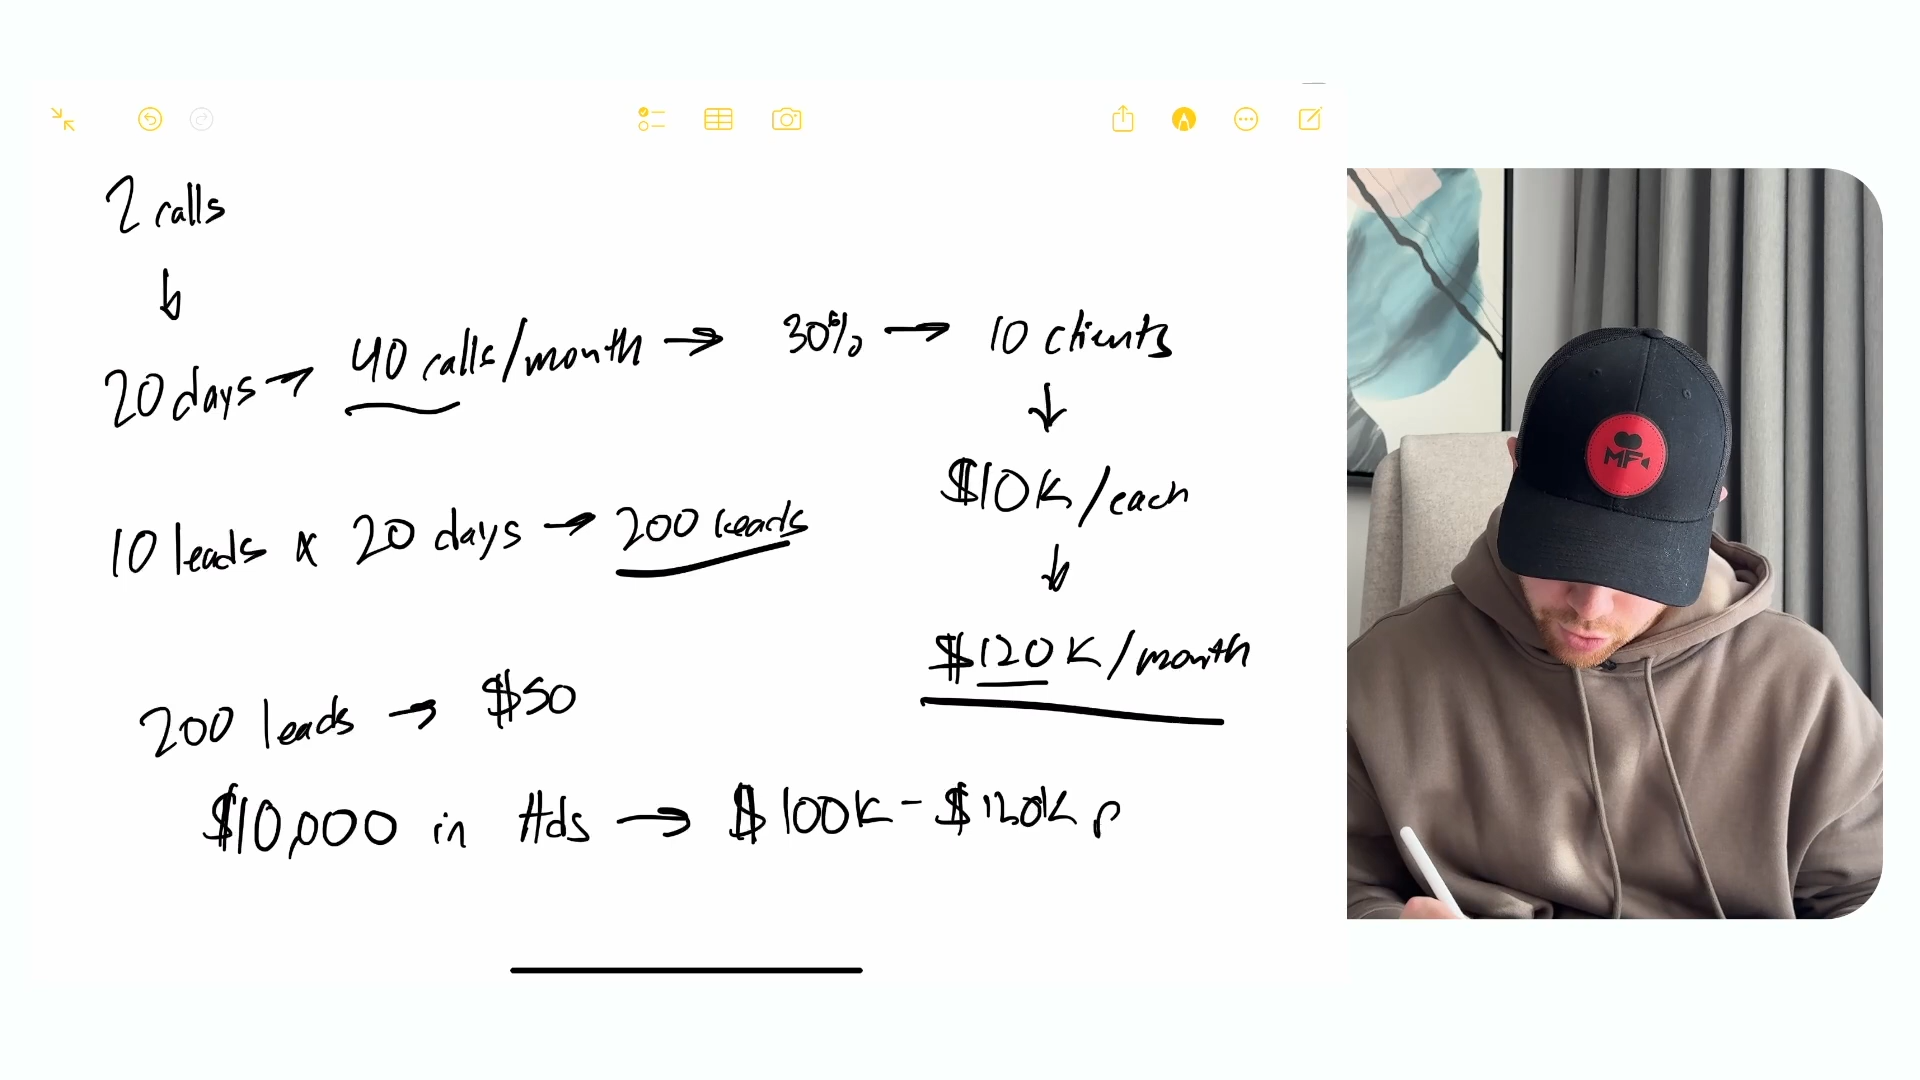 2 calls
20 days → 40 calls/month → 30% → 10 clients
$10K/each
10 leads x 20 days → 200 leads
$120K/month
200 leads → $50
$10,000 in Ads → $100K - $120K p
MF